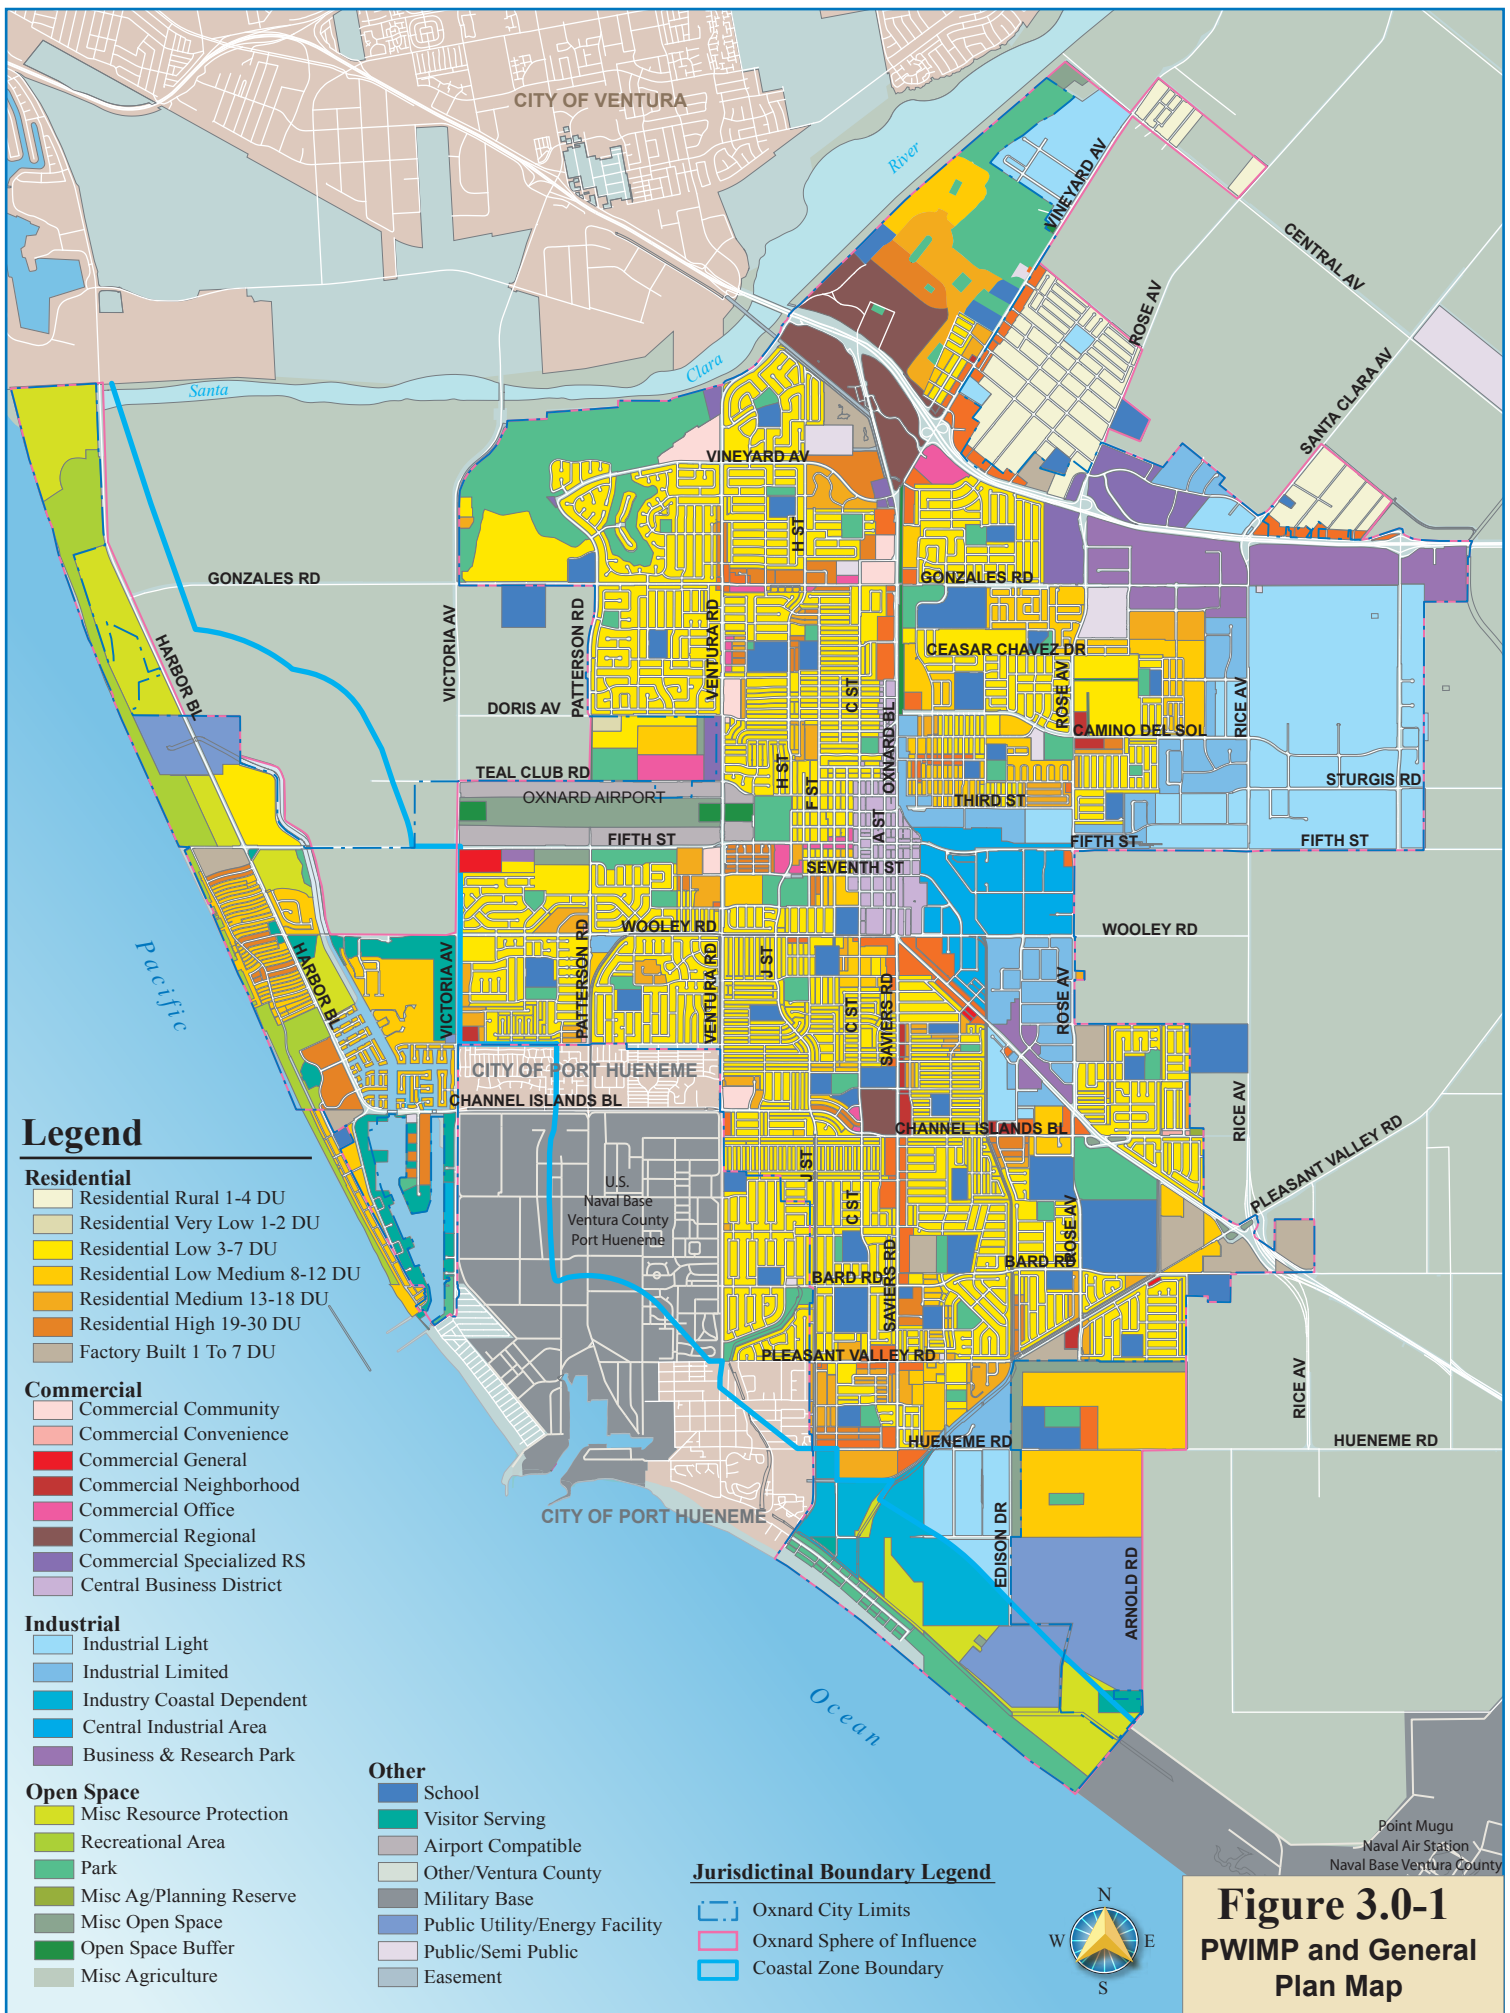 CITY OF VENTURA
River
VINEYARD AV
CENTRAL AV
ROSE AV
SANTA CLARA AV
Santa
Clara
VINEYARD AV
H ST
GONZALES RD
GONZALES RD
VICTORIA AV
PATTERSON RD
VENTURA RD
CEASAR CHAVEZ DR
HARBOR BL
C ST
ROSE AV
RICE AV
DORIS AV
OXNARD BL
CAMINO DEL SOL
TEAL CLUB RD
H ST
STURGIS RD
OXNARD AIRPORT
F ST
THIRD ST
A ST
FIFTH ST
FIFTH ST
FIFTH ST
SEVENTH ST
WOOLEY RD
WOOLEY RD
Pacific
HARBOR BL
VICTORIA AV
PATTERSON RD
VENTURA RD
J ST
C ST
SAVIERS RD
ROSE AV
CITY OF PORT HUENEME
CHANNEL ISLANDS BL
CHANNEL ISLANDS BL
RICE AV
PLEASANT VALLEY RD
U.S.
Naval Base
Ventura County
Port Hueneme
J ST
C ST
ROSE AV
BARD RD
BARD RD
SAVIERS RD
PLEASANT VALLEY RD
RICE AV
HUENEME RD
HUENEME RD
CITY OF PORT HUENEME
EDISON DR
ARNOLD RD
Ocean
Point Mugu
Naval Air Station
Naval Base Ventura County
Legend
Residential
Residential Rural 1-4 DU
Residential Very Low 1-2 DU
Residential Low 3-7 DU
Residential Low Medium 8-12 DU
Residential Medium 13-18 DU
Residential High 19-30 DU
Factory Built 1 To 7 DU
Commercial
Commercial Community
Commercial Convenience
Commercial General
Commercial Neighborhood
Commercial Office
Commercial Regional
Commercial Specialized RS
Central Business District
Industrial
Industrial Light
Industrial Limited
Industry Coastal Dependent
Central Industrial Area
Business & Research Park
Open Space
Misc Resource Protection
Recreational Area
Park
Misc Ag/Planning Reserve
Misc Open Space
Open Space Buffer
Misc Agriculture
Other
School
Visitor Serving
Airport Compatible
Other/Ventura County
Military Base
Public Utility/Energy Facility
Public/Semi Public
Easement
Jurisdictinal Boundary Legend
Oxnard City Limits
Oxnard Sphere of Influence
Coastal Zone Boundary
N
W
E
S
Figure 3.0-1
PWIMP and General
Plan Map